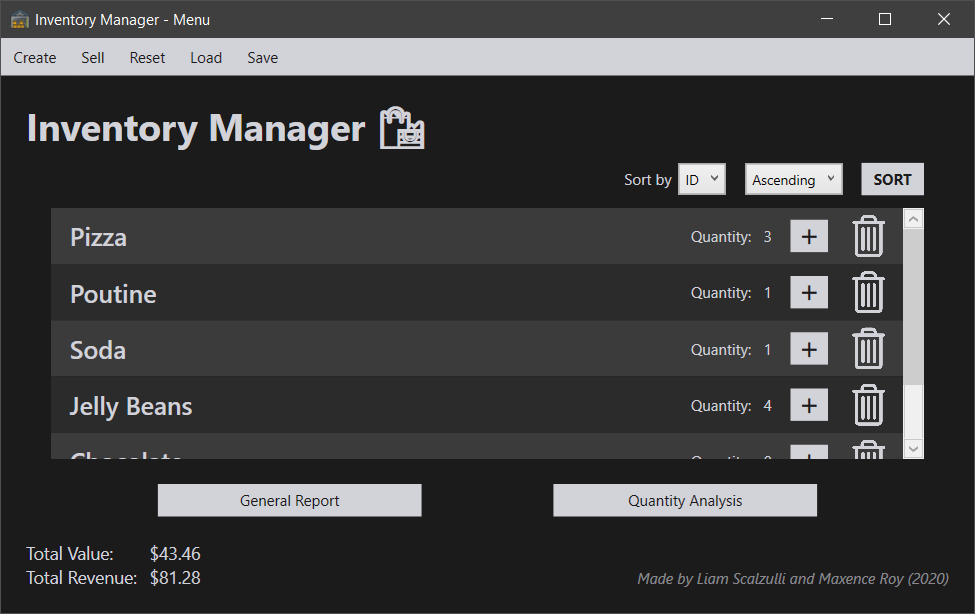 Inventory Manager - Menu
Create Sell Reset Load Save
Inventory Manager
Sort by ID Ascending SORT
Pizza Quantity: 3 +
Poutine Quantity: 1 +
Soda Quantity: 1 +
Jelly Beans Quantity: 4 +
Chocolate
General Report Quantity Analysis
Total Value: $43.46
Total Revenue: $81.28
Made by Liam Scalzulli and Maxence Roy (2020)